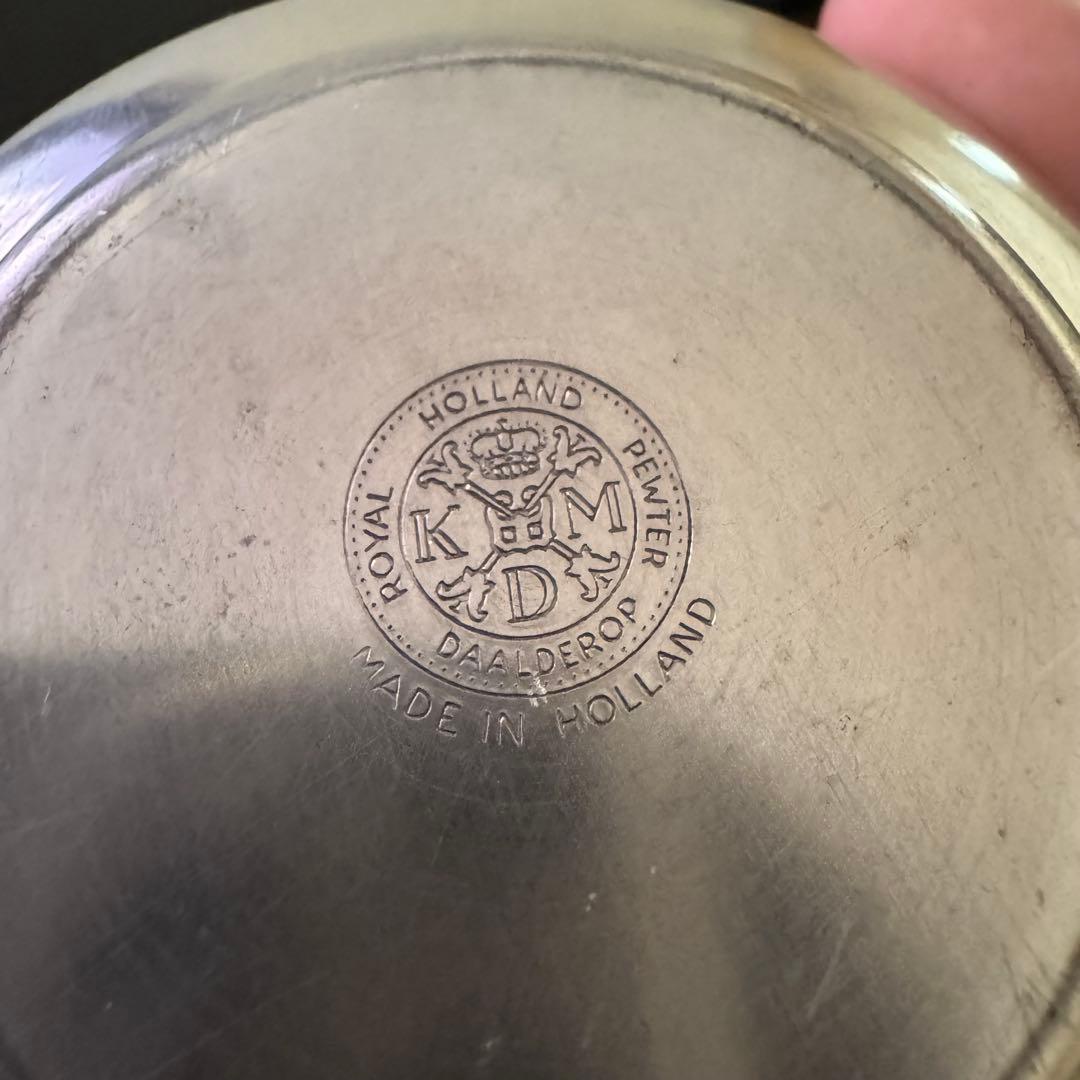 ROYAL HOLLAND PEWTER
K M
D
DAALDEROP
MADE IN HOLLAND